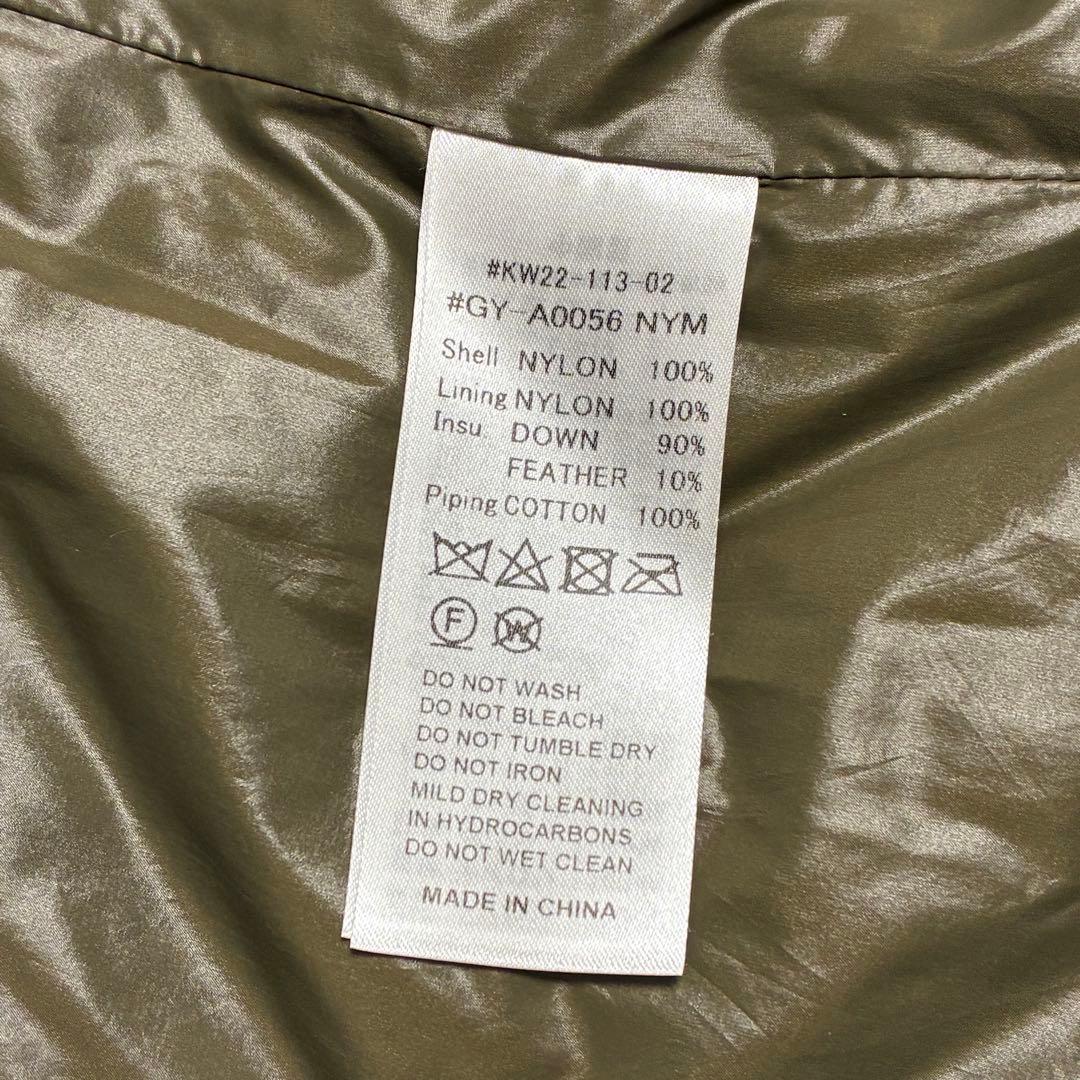 #KW22-113-02
#GY-A0056 NYM
Shell NYLON 100%
Lining NYLON 100%
Insu DOWN 90%
FEATHER 10%
Piping COTTON 100%
F W
DO NOT WASH
DO NOT BLEACH
DO NOT TUMBLE DRY
DO NOT IRON
MILD DRY CLEANING
IN HYDROCARBONS
DO NOT WET CLEAN
MADE IN CHINA